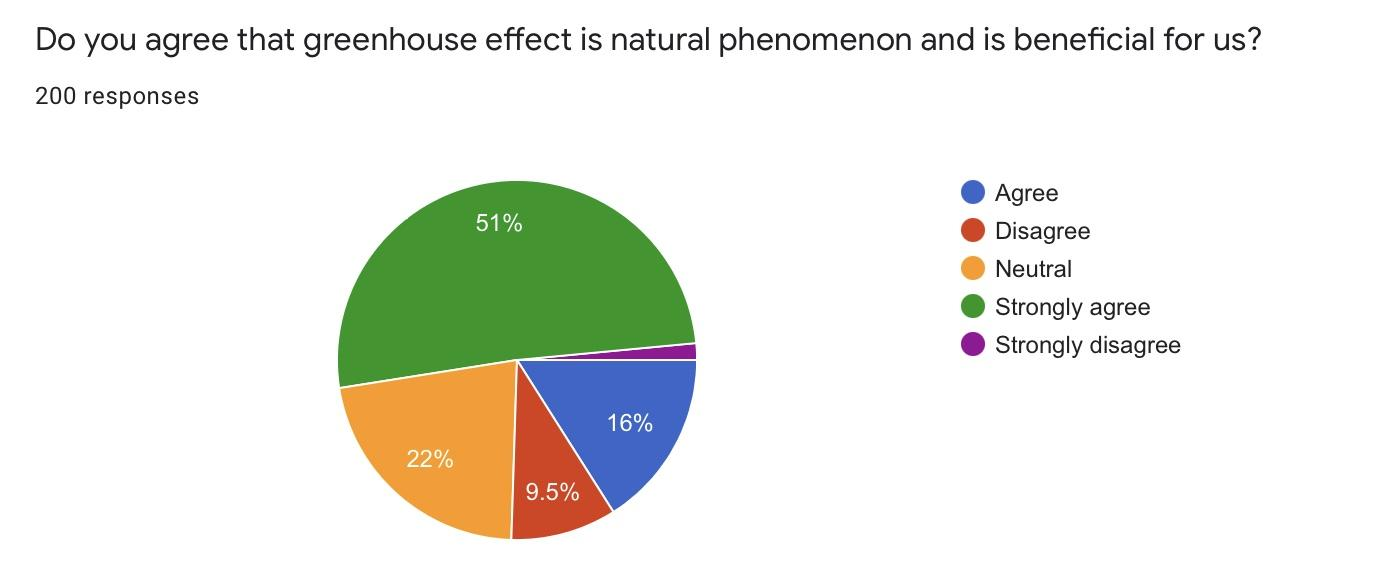 Do you agree that greenhouse effect is natural phenomenon and is beneficial for us?
200 responses
51%
16%
22%
9.5%
Agree
Disagree
Neutral
Strongly agree
Strongly disagree